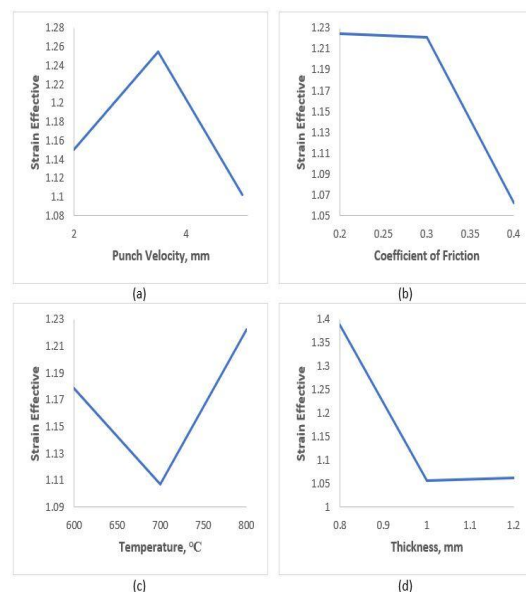 1.28
1.26
1.24
1.22
1.2
1.18
1.16
1.14
1.12
1.1
1.08
Strain Effective
2 4
Punch Velocity, mm
(a)
1.23
1.21
1.19
1.17
1.15
1.13
1.11
1.09
1.07
1.05
Strain Effective
0.2 0.25 0.3 0.35 0.4
Coefficient of Friction
(b)
1.23
1.21
1.19
1.17
1.15
1.13
1.11
1.09
Strain Effective
600 650 700 750 800
Temperature, °C
(c)
1.4
1.35
1.3
1.25
1.2
1.15
1.1
1.05
1
Strain Effective
0.8 0.9 1 1.1 1.2
Thickness, mm
(d)